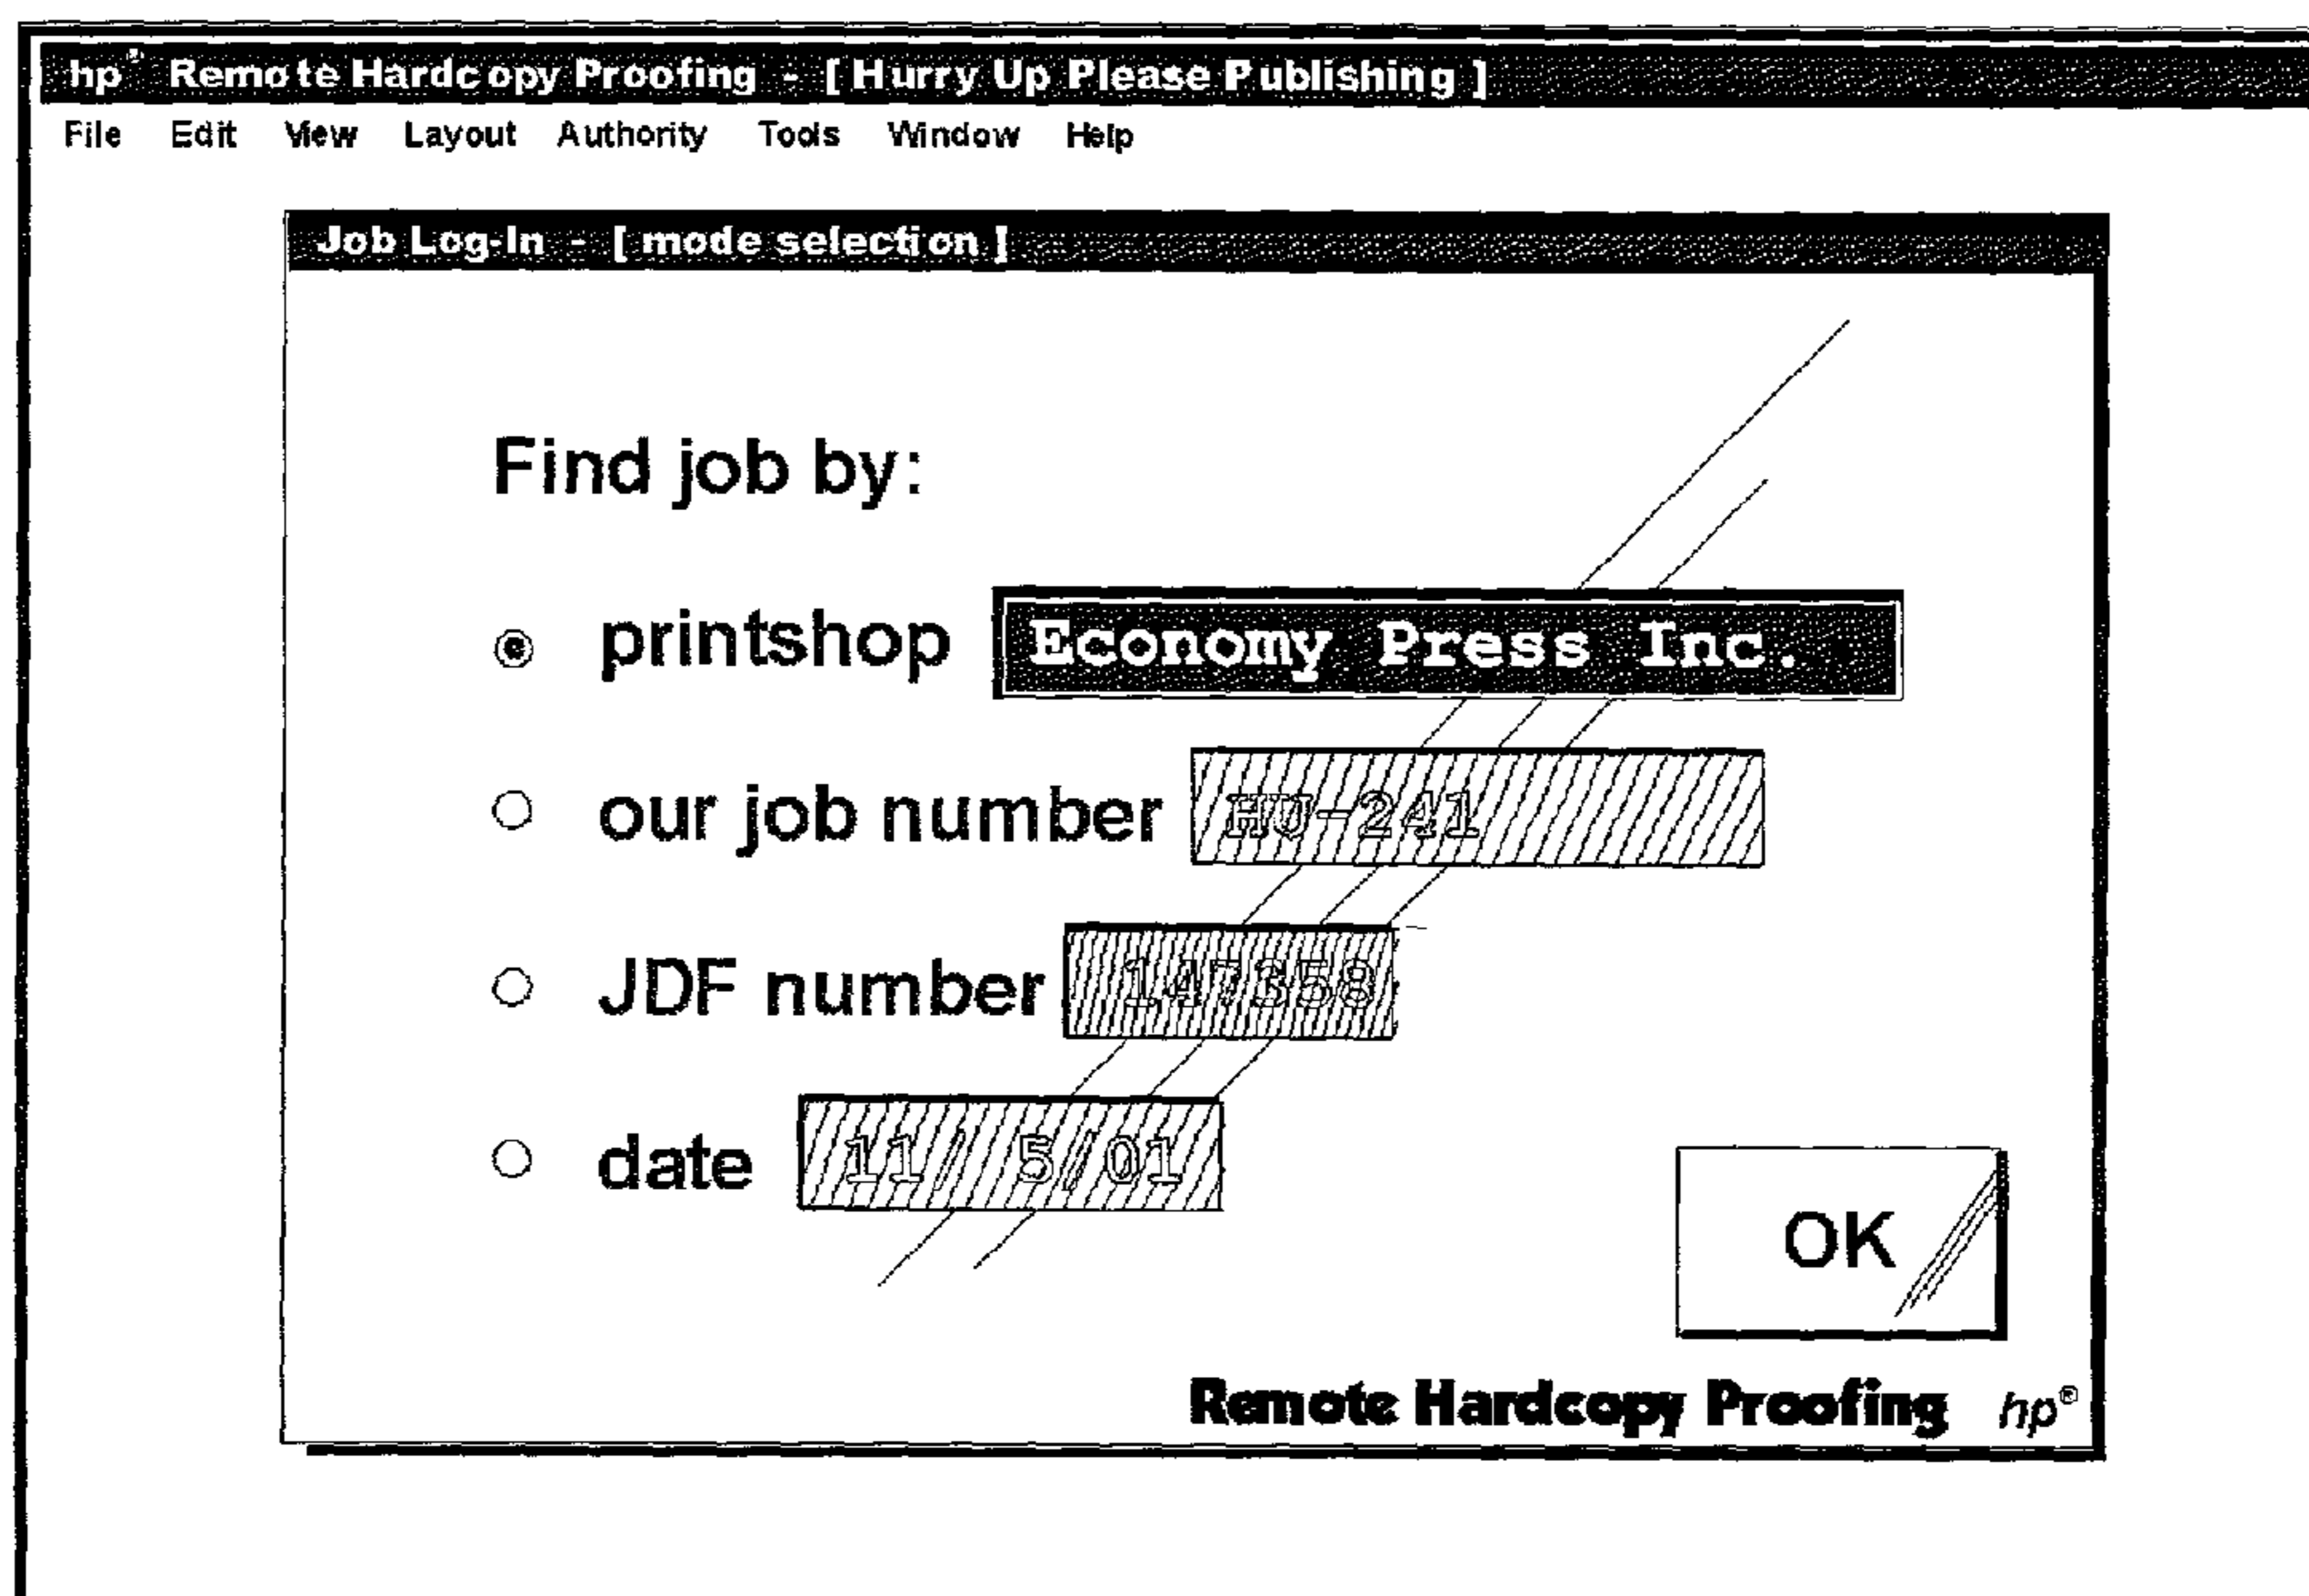 hp® Remote Hardcopy Proofing - [ Hurry Up Please Publishing ]
File Edit View Layout Authority Tools Window Help
Job Log-In - [ mode selection ]
Find job by:
printshop Economy Press Inc.
our job number HU-241
JDF number 147358
date 11/ 5/01
OK
Remote Hardcopy Proofing hp®